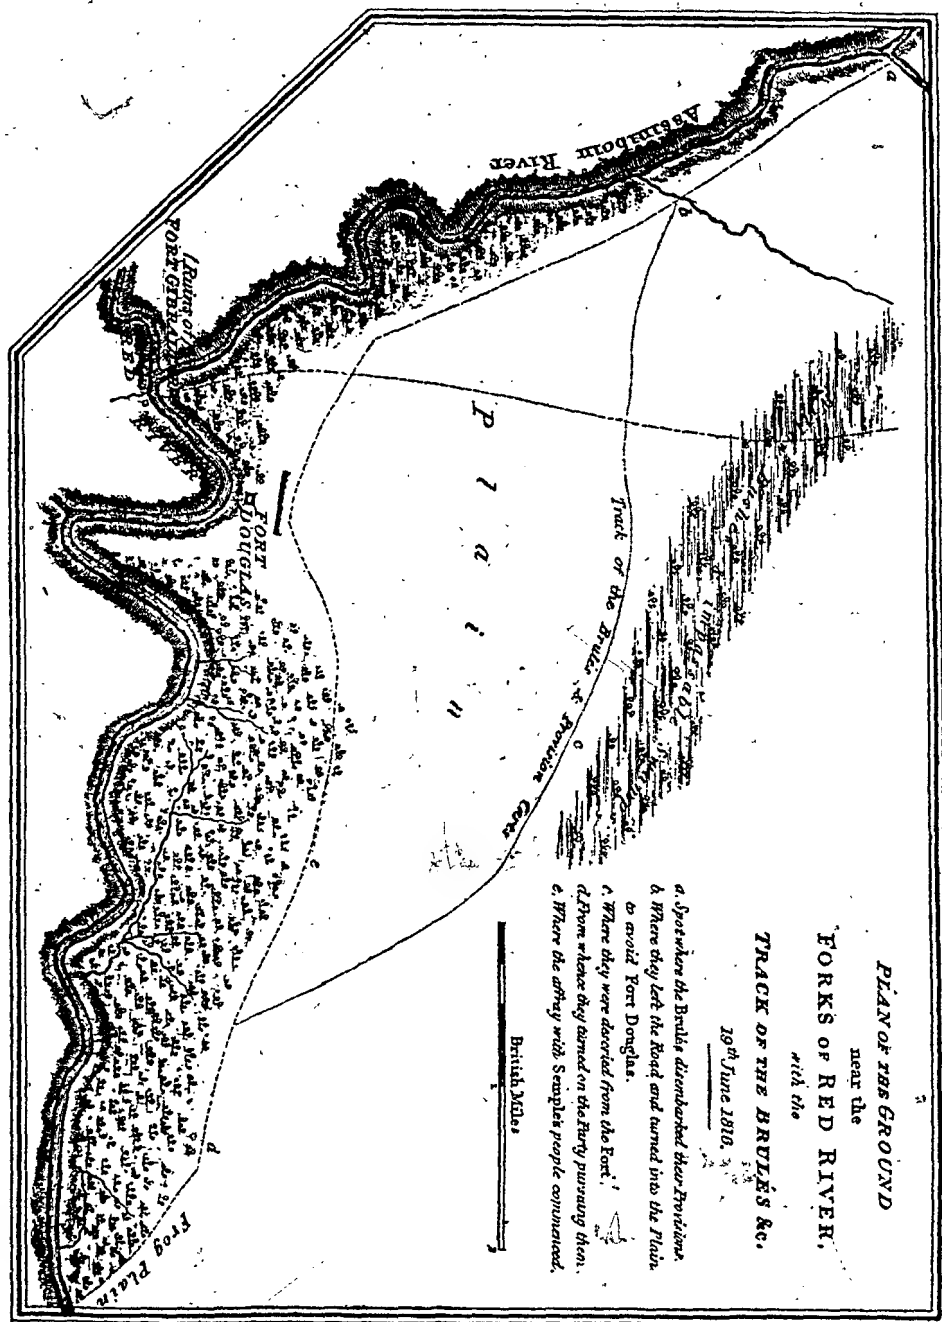 PLAN OF THE GROUND
near the
FORKS OF RED RIVER,
with the
TRACK OF THE BRULÉS &c.
19th June 1816.
a. Spot where the Brulés disembarked their Provisions.
b. Where they left the Road and turned into the Plain
to avoid Fort Douglas.
c. Where they were descried from the Fort.
d. From whence they turned on the Party pursuing them.
e. Where the affray with Semple's people commenced.
British Miles
1
2
Assiniboin River
a
b
Plain
Track of the Brulés & Provision Carts
c
Bushes impassable
(Ruins of
FORT GIBRALTAR
RED RIVER
FORT
DOUGLAS
e
d
Frog Plain